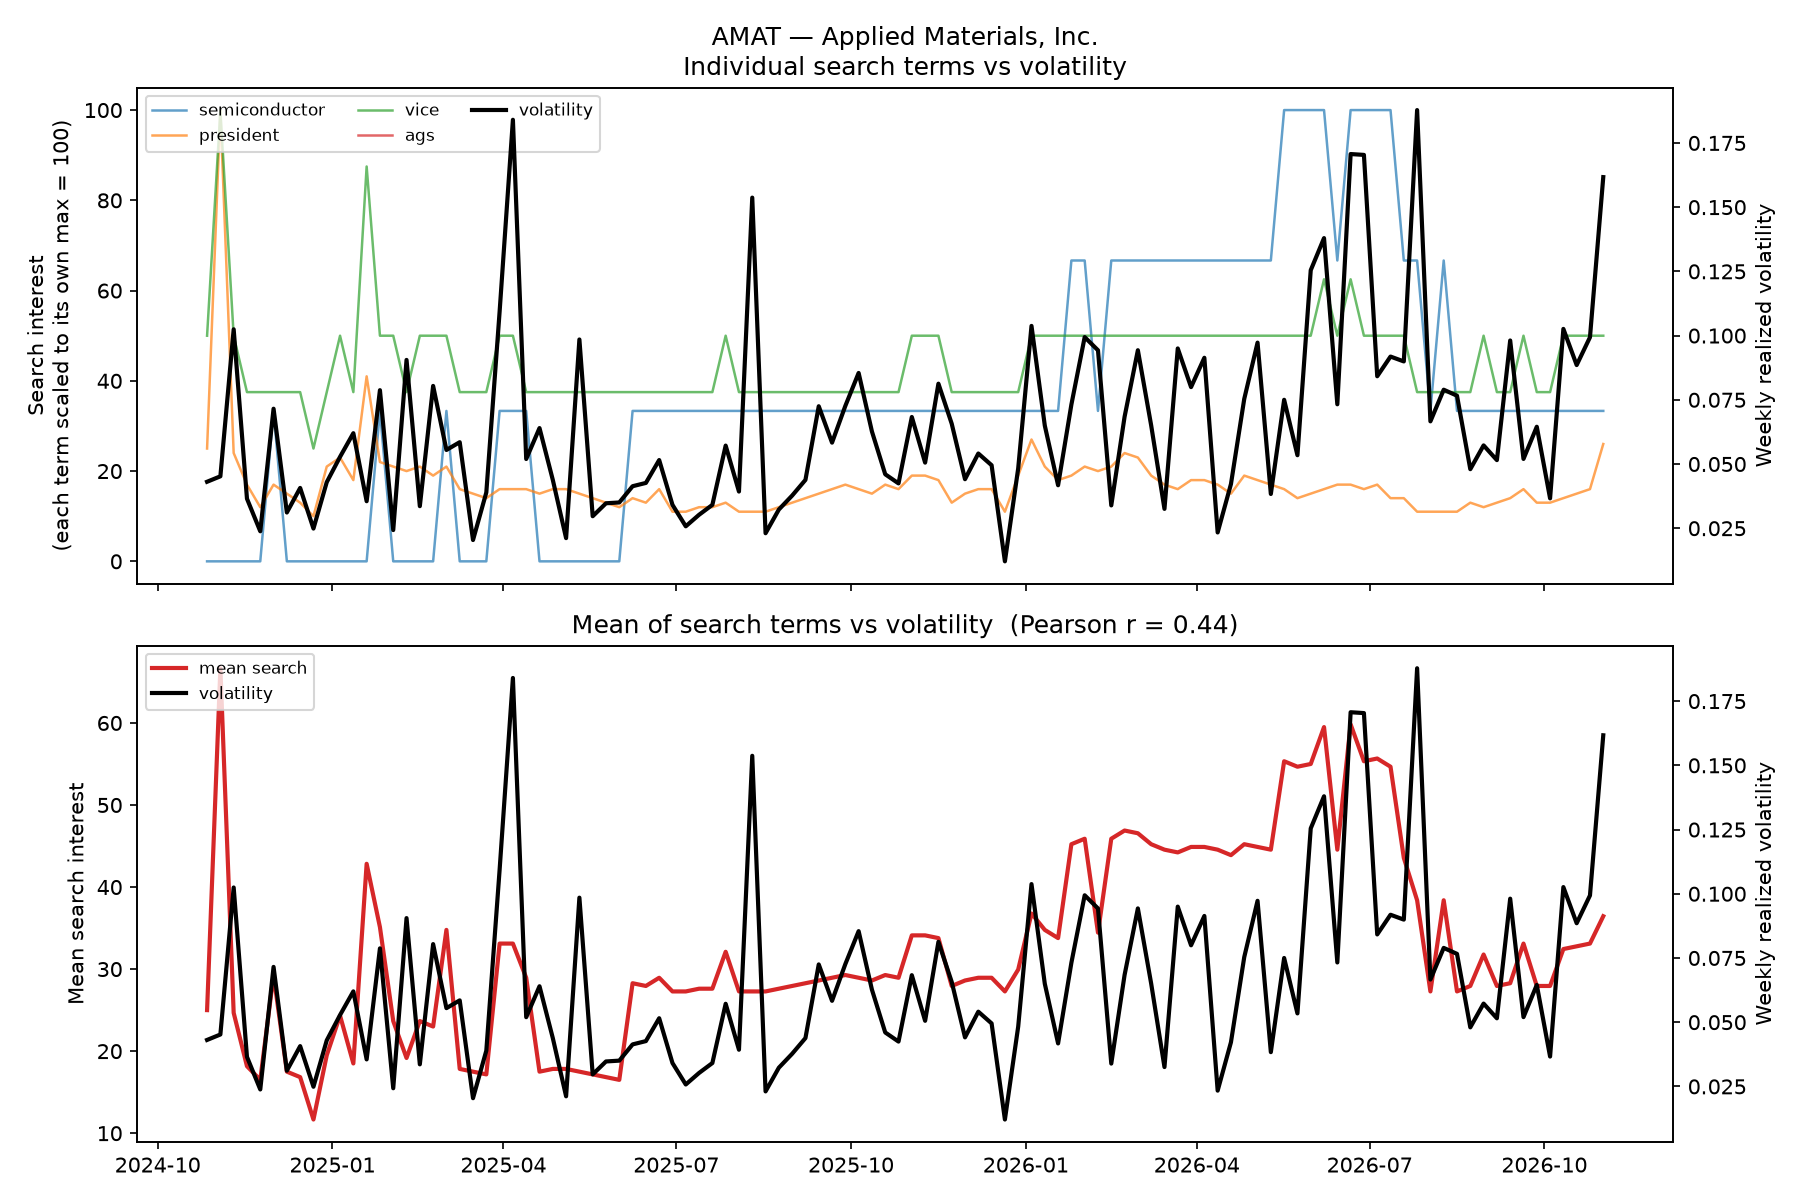 AMAT — Applied Materials, Inc.
Individual search terms vs volatility
semiconductor
president
vice
ags
volatility
Search interest
(each term scaled to its own max = 100)
100
80
60
40
20
0
0.175
0.150
0.125
0.100
0.075
0.050
0.025
Weekly realized volatility
Mean of search terms vs volatility (Pearson r = 0.44)
mean search
volatility
Mean search interest
60
50
40
30
20
10
0.175
0.150
0.125
0.100
0.075
0.050
0.025
Weekly realized volatility
2024-10 2025-01 2025-04 2025-07 2025-10 2026-01 2026-04 2026-07 2026-10